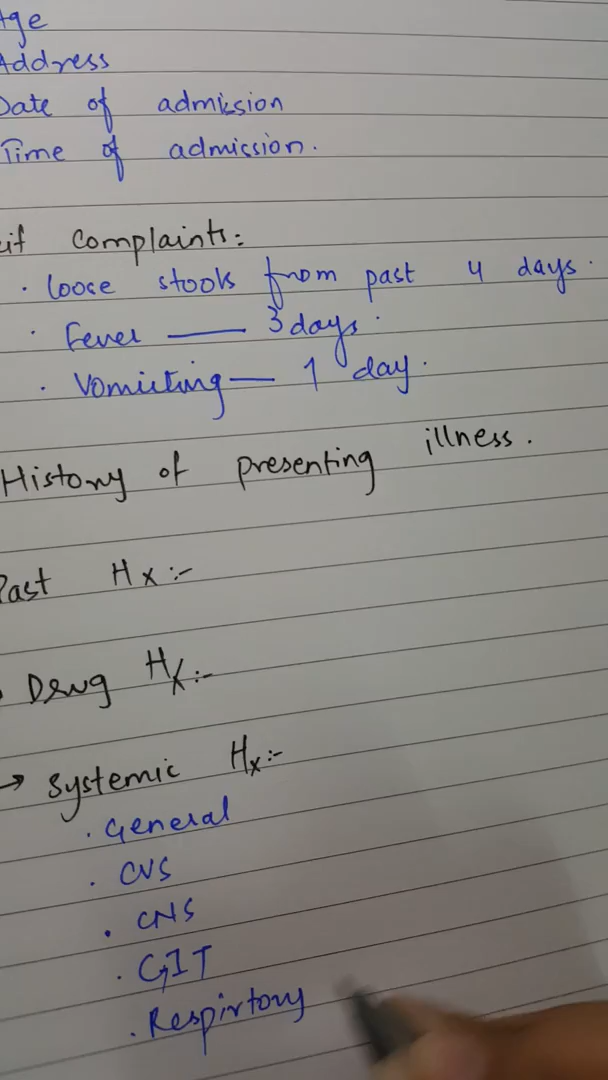 Age
Address
Date of admission
Time of admission.
eif Complaints:
· loose stools from past 4 days.
· Fever — 3 days.
· Vomiting — 1 day.
History of presenting illness.
Past Hx:-
Drug Hx:-
→ Systemic Hx:-
· General
· CVS
· CNS
· GIT
· Respirtory